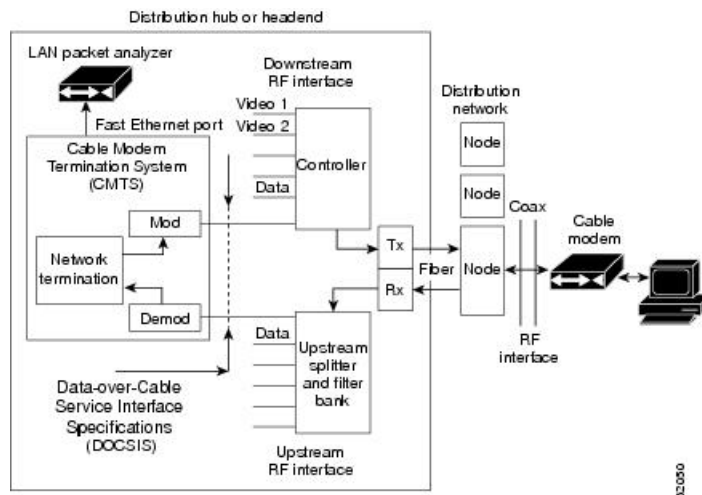 Distribution hub or headend
LAN packet analyzer
Fast Ethernet port
Cable Modem
Termination System
(CMTS)
Mod
Network
termination
Demod
Data-over-Cable
Service Interface
Specifications
(DOCSIS)
Downstream
RF interface
Video 1
Video 2
Data
Controller
Tx
Rx
Fiber
Data
Upstream
splitter
and filter
bank
Upstream
RF interface
Distribution
network
Node
Node
Node
Coax
RF
interface
Cable
modem